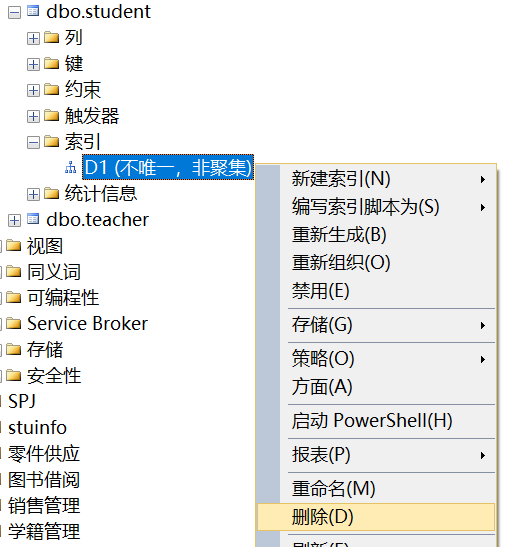 dbo.student
列
键
约束
触发器
索引
D1 (不唯一，非聚集)
统计信息
dbo.teacher
视图
同义词
可编程性
Service Broker
存储
安全性
SPJ
stuinfo
零件供应
图书借阅
销售管理
学籍管理
新建索引(N)
编写索引脚本为(S)
重新生成(B)
重新组织(O)
禁用(E)
存储(G)
策略(O)
方面(A)
启动 PowerShell(H)
报表(P)
重命名(M)
删除(D)